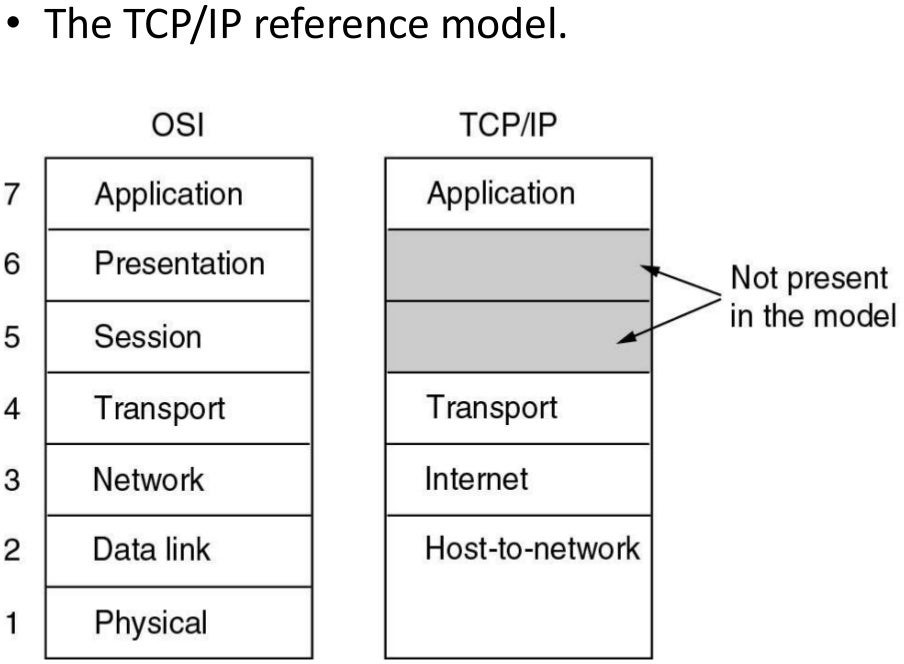 • The TCP/IP reference model.
OSI
TCP/IP
7
Application
Application
6
Presentation
Not present
in the model
5
Session
4
Transport
Transport
3
Network
Internet
2
Data link
Host-to-network
1
Physical